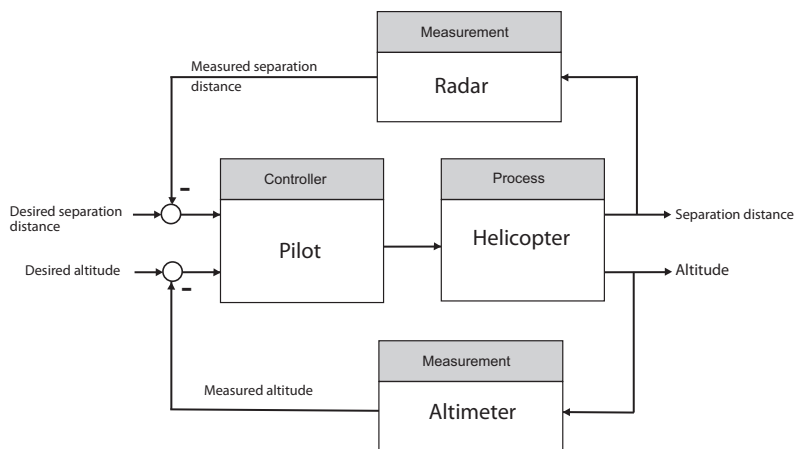 Measurement
Radar
Measured separation
distance
-
Controller
Pilot
Process
Helicopter
Desired separation
distance
Separation distance
Desired altitude
Altitude
-
Measurement
Altimeter
Measured altitude